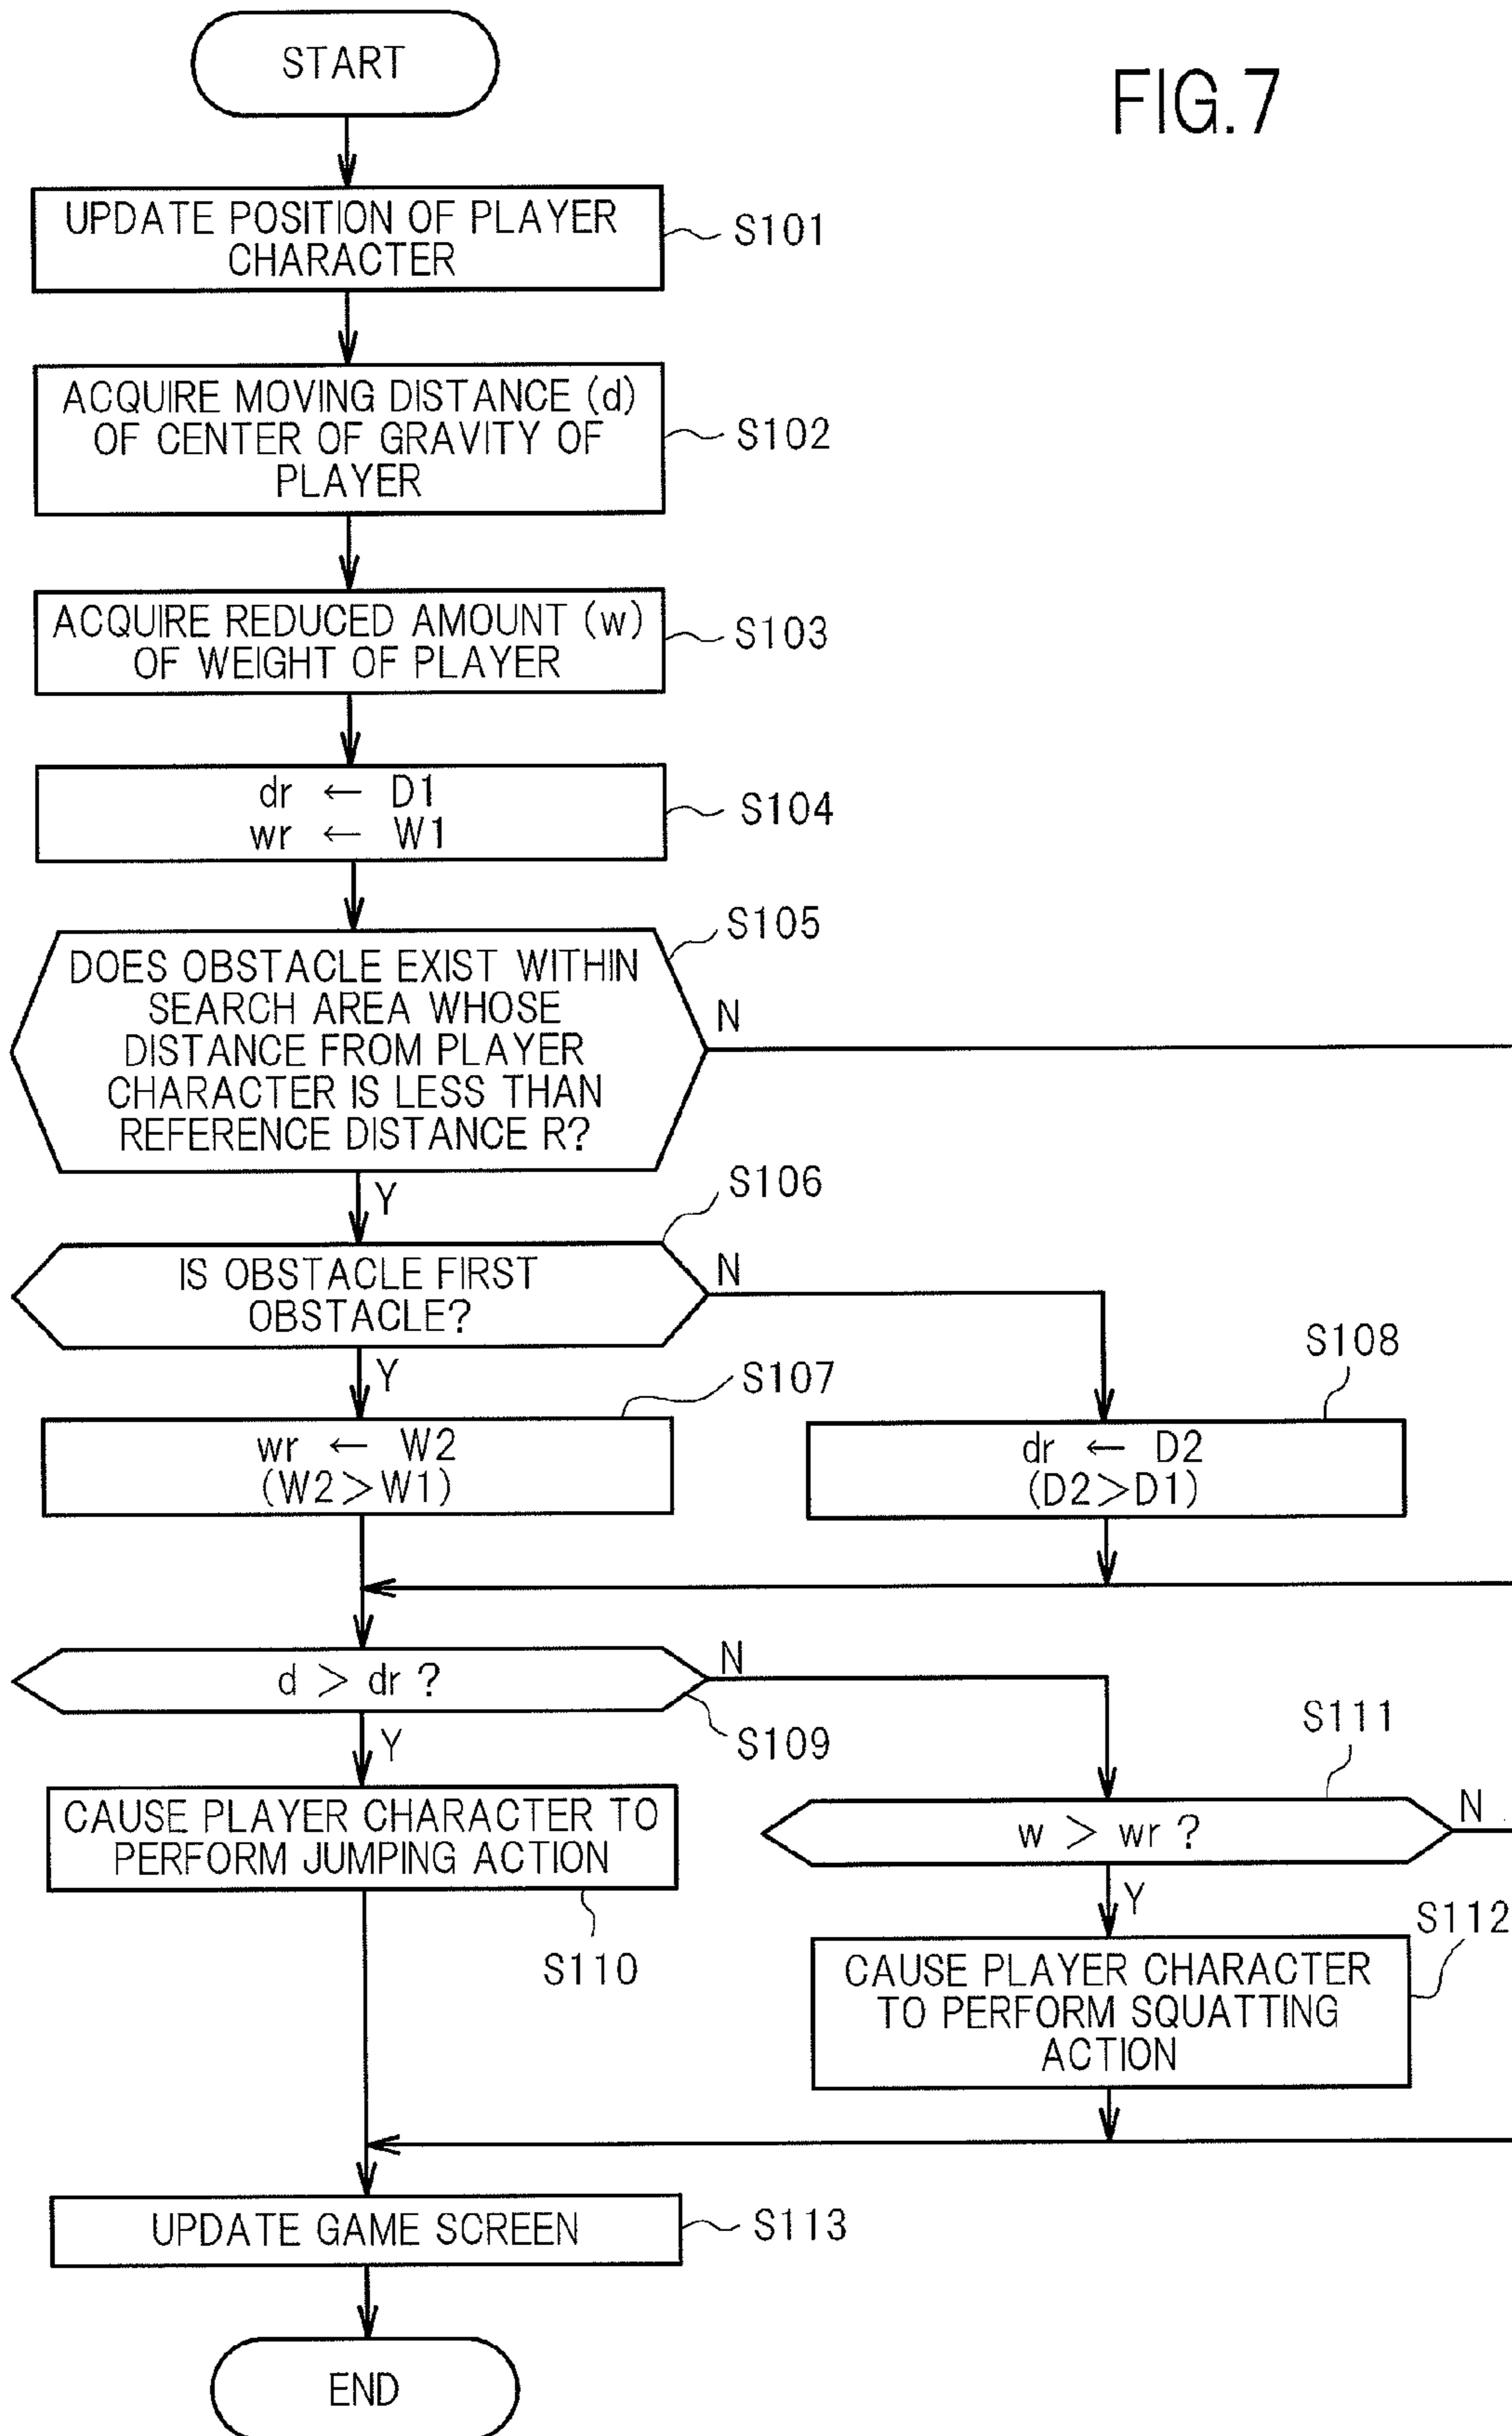 FIG.7
START
UPDATE POSITION OF PLAYER
CHARACTER
S101
ACQUIRE MOVING DISTANCE (d)
OF CENTER OF GRAVITY OF
PLAYER
S102
ACQUIRE REDUCED AMOUNT (w)
OF WEIGHT OF PLAYER
S103
dr ← D1
wr ← W1
S104
DOES OBSTACLE EXIST WITHIN
SEARCH AREA WHOSE
DISTANCE FROM PLAYER
CHARACTER IS LESS THAN
REFERENCE DISTANCE R?
S105
N
Y
IS OBSTACLE FIRST
OBSTACLE?
S106
N
Y
wr ← W2
(W2>W1)
S107
dr ← D2
(D2>D1)
S108
d > dr ?
N
S109
Y
CAUSE PLAYER CHARACTER TO
PERFORM JUMPING ACTION
S110
w > wr ?
S111
N
Y
CAUSE PLAYER CHARACTER
TO PERFORM SQUATTING
ACTION
S112
UPDATE GAME SCREEN
S113
END